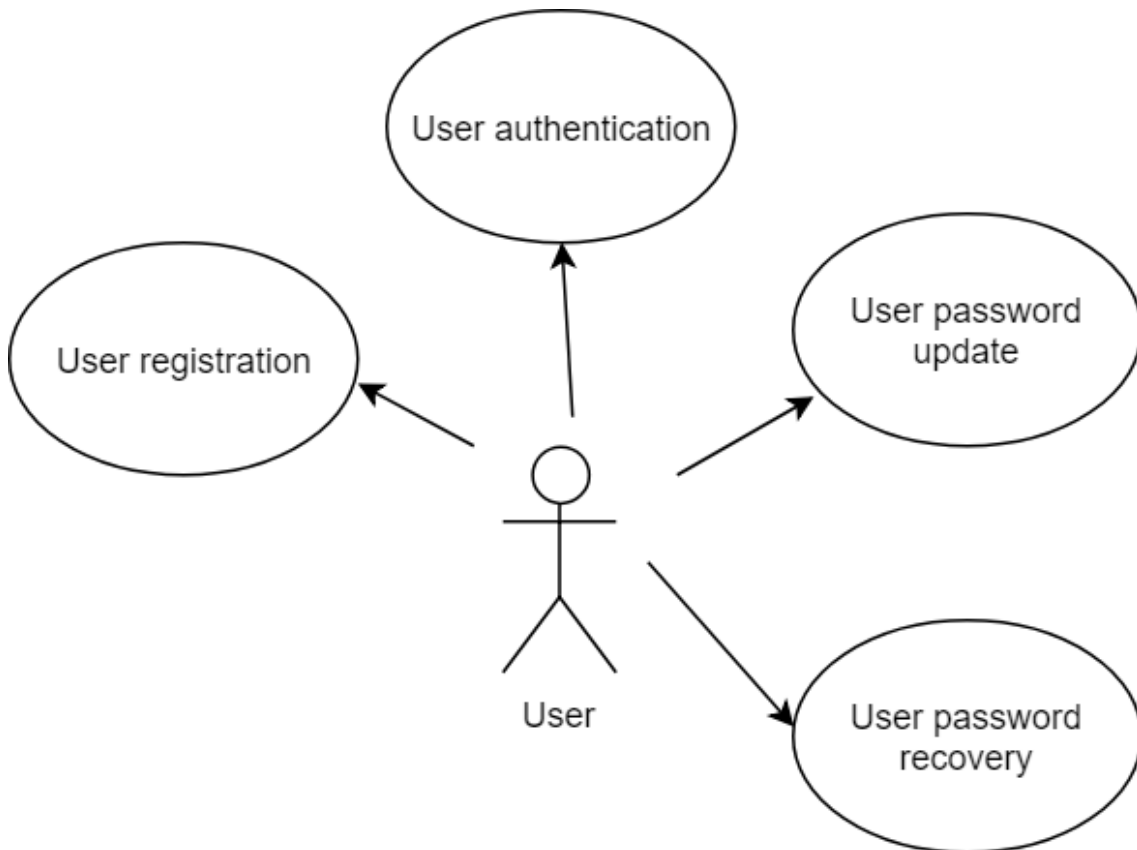 User authentication
User registration
User password
update
User
User password
recovery